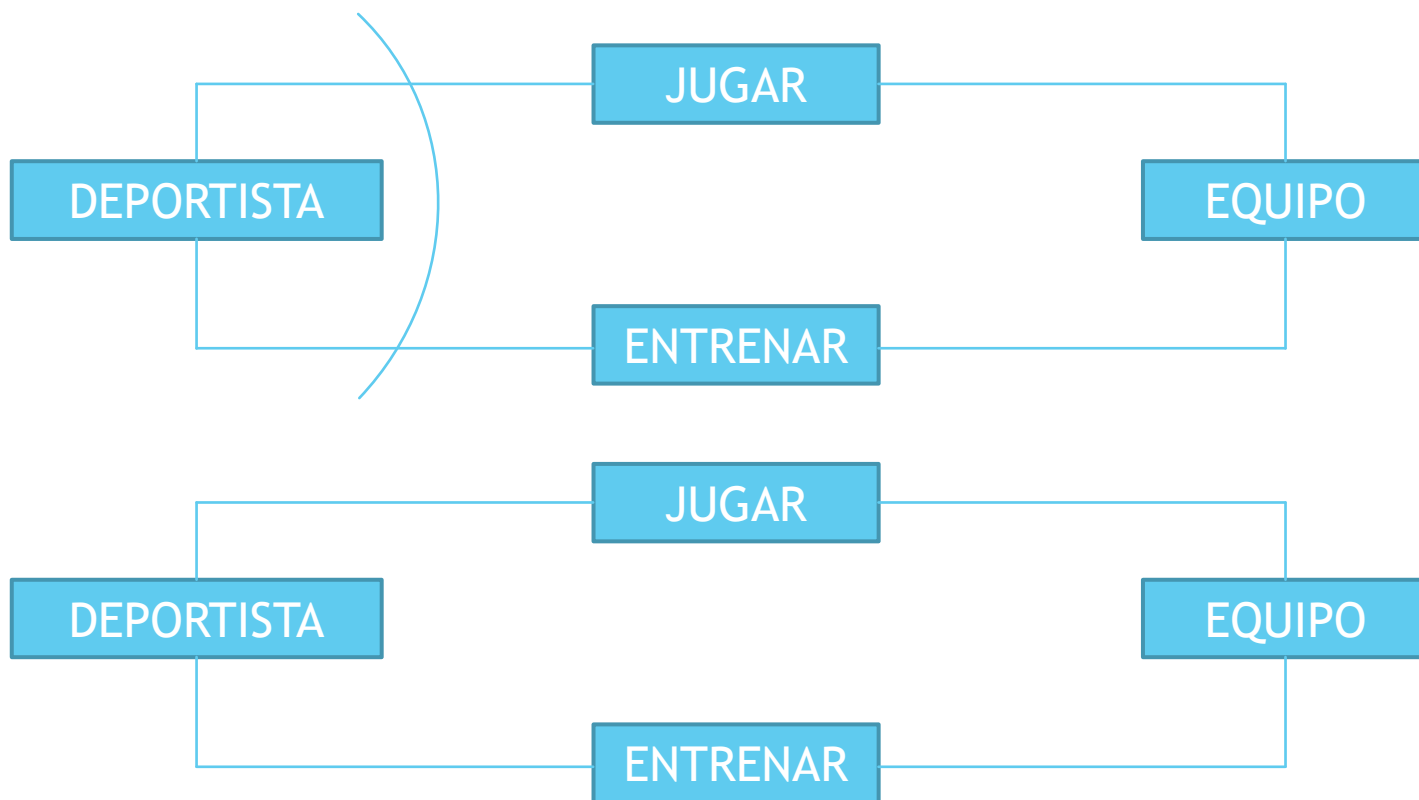 JUGAR
DEPORTISTA
EQUIPO
ENTRENAR
JUGAR
DEPORTISTA
EQUIPO
ENTRENAR